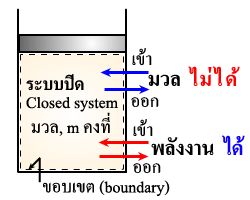 เข้า
ระบบปิด
มวล ไม่ได้
Closed system
ออก
มวล, m คงที่
เข้า
พลังงาน ได้
ออก
ขอบเขต (boundary)